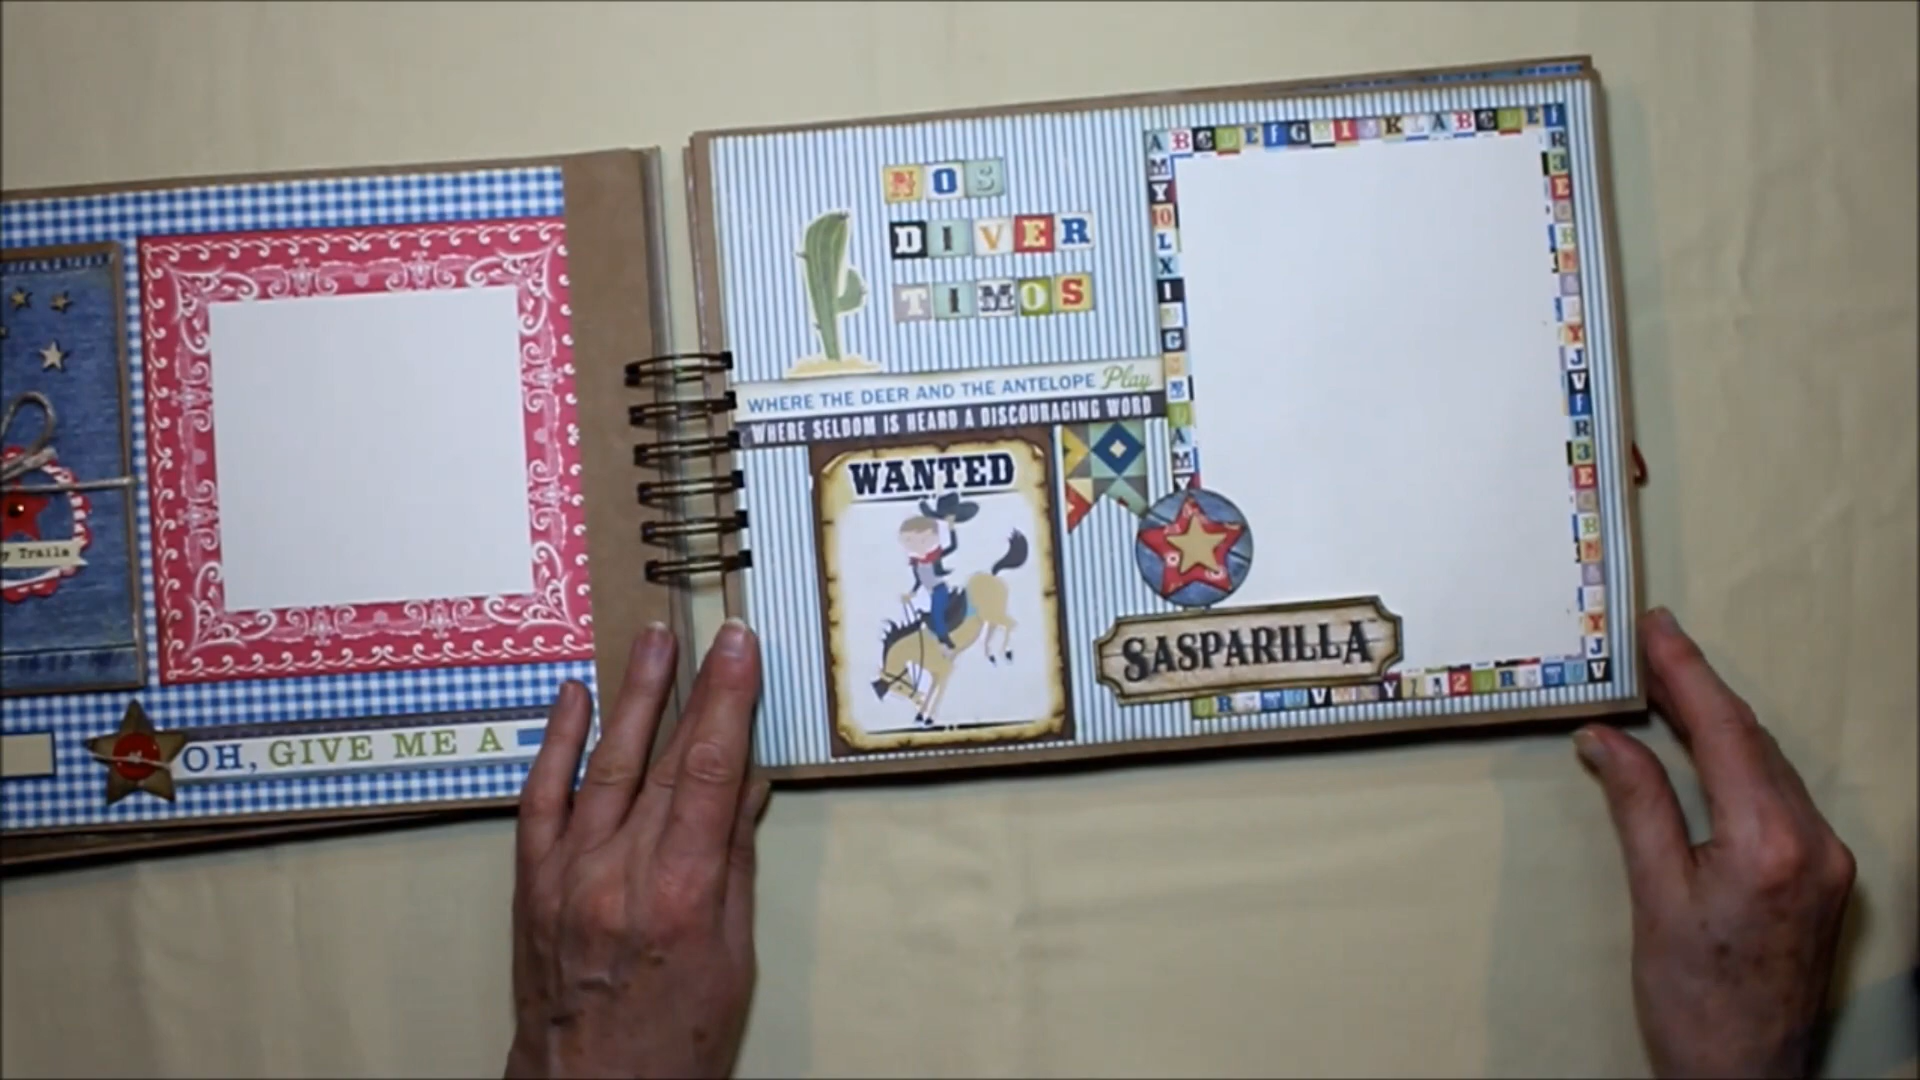 y Trails
OH, GIVE ME A
NOS
DIVER
TIMOS
WHERE THE DEER AND THE ANTELOPE Play
WHERE SELDOM IS HEARD A DISCOURAGING WORD
WANTED
SASPARILLA
ABCDEFGHIJKLABCDEF